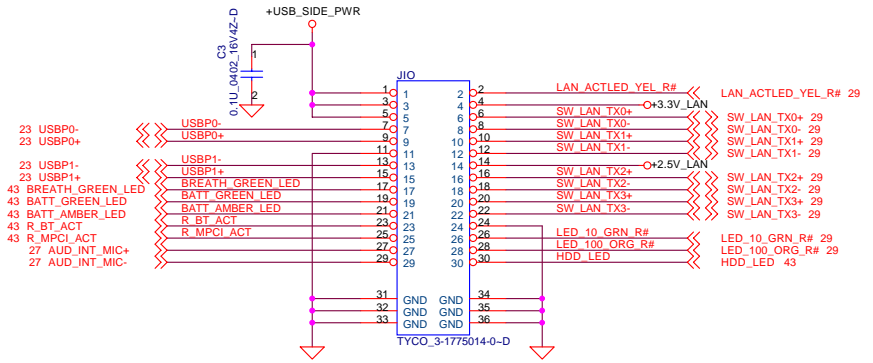 +USB_SIDE_PWR
C3
0.1U_0402_16V4Z~D
1
2
JIO
1 1 2 2 LAN_ACTLED_YEL_R# LAN_ACTLED_YEL_R# 29
3 3 4 4 +3.3V_LAN
5 5 6 6 SW_LAN_TX0+ SW_LAN_TX0+ 29
23 USBP0- USBP0- 7 7 8 8 SW_LAN_TX0- SW_LAN_TX0- 29
23 USBP0+ USBP0+ 9 9 10 10 SW_LAN_TX1+ SW_LAN_TX1+ 29
11 11 12 12 SW_LAN_TX1- SW_LAN_TX1- 29
23 USBP1- USBP1- 13 13 14 14 +2.5V_LAN
23 USBP1+ USBP1+ 15 15 16 16 SW_LAN_TX2+ SW_LAN_TX2+ 29
43 BREATH_GREEN_LED BREATH_GREEN_LED 17 17 18 18 SW_LAN_TX2- SW_LAN_TX2- 29
43 BATT_GREEN_LED BATT_GREEN_LED 19 19 20 20 SW_LAN_TX3+ SW_LAN_TX3+ 29
43 BATT_AMBER_LED BATT_AMBER_LED 21 21 22 22 SW_LAN_TX3- SW_LAN_TX3- 29
43 R_BT_ACT R_BT_ACT 23 23 24 24
43 R_MPCI_ACT R_MPCI_ACT 25 25 26 26 LED_10_GRN_R# LED_10_GRN_R# 29
27 AUD_INT_MIC+ 27 27 28 28 LED_100_ORG_R# LED_100_ORG_R# 29
27 AUD_INT_MIC- 29 29 30 30 HDD_LED HDD_LED 43
31 GND GND 34
32 GND GND 35
33 GND GND 36
TYCO_3-1775014-0~D